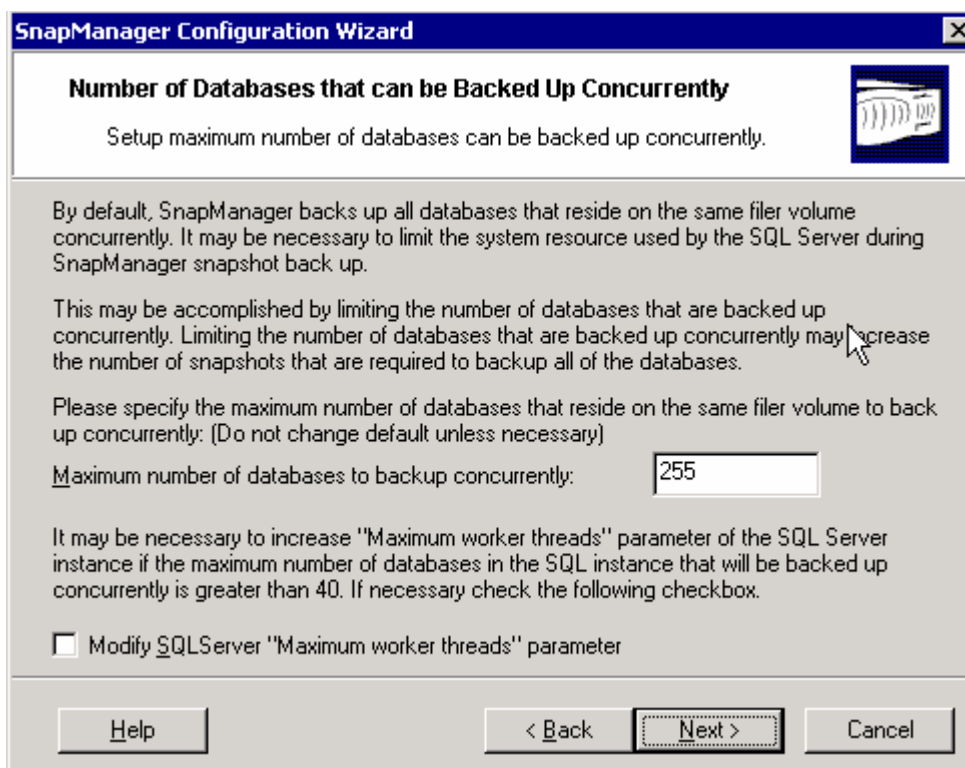 SnapManager Configuration Wizard
Number of Databases that can be Backed Up Concurrently
Setup maximum number of databases can be backed up concurrently.
By default, SnapManager backs up all databases that reside on the same filer volume
concurrently. It may be necessary to limit the system resource used by the SQL Server during
SnapManager snapshot back up.
This may be accomplished by limiting the number of databases that are backed up
concurrently. Limiting the number of databases that are backed up concurrently may increase
the number of snapshots that are required to backup all of the databases.
Please specify the maximum number of databases that reside on the same filer volume to back
up concurrently: (Do not change default unless necessary)
Maximum number of databases to backup concurrently: 255
It may be necessary to increase "Maximum worker threads" parameter of the SQL Server
instance if the maximum number of databases in the SQL instance that will be backed up
concurrently is greater than 40. If necessary check the following checkbox.
Modify SQLServer "Maximum worker threads" parameter
Help < Back Next > Cancel